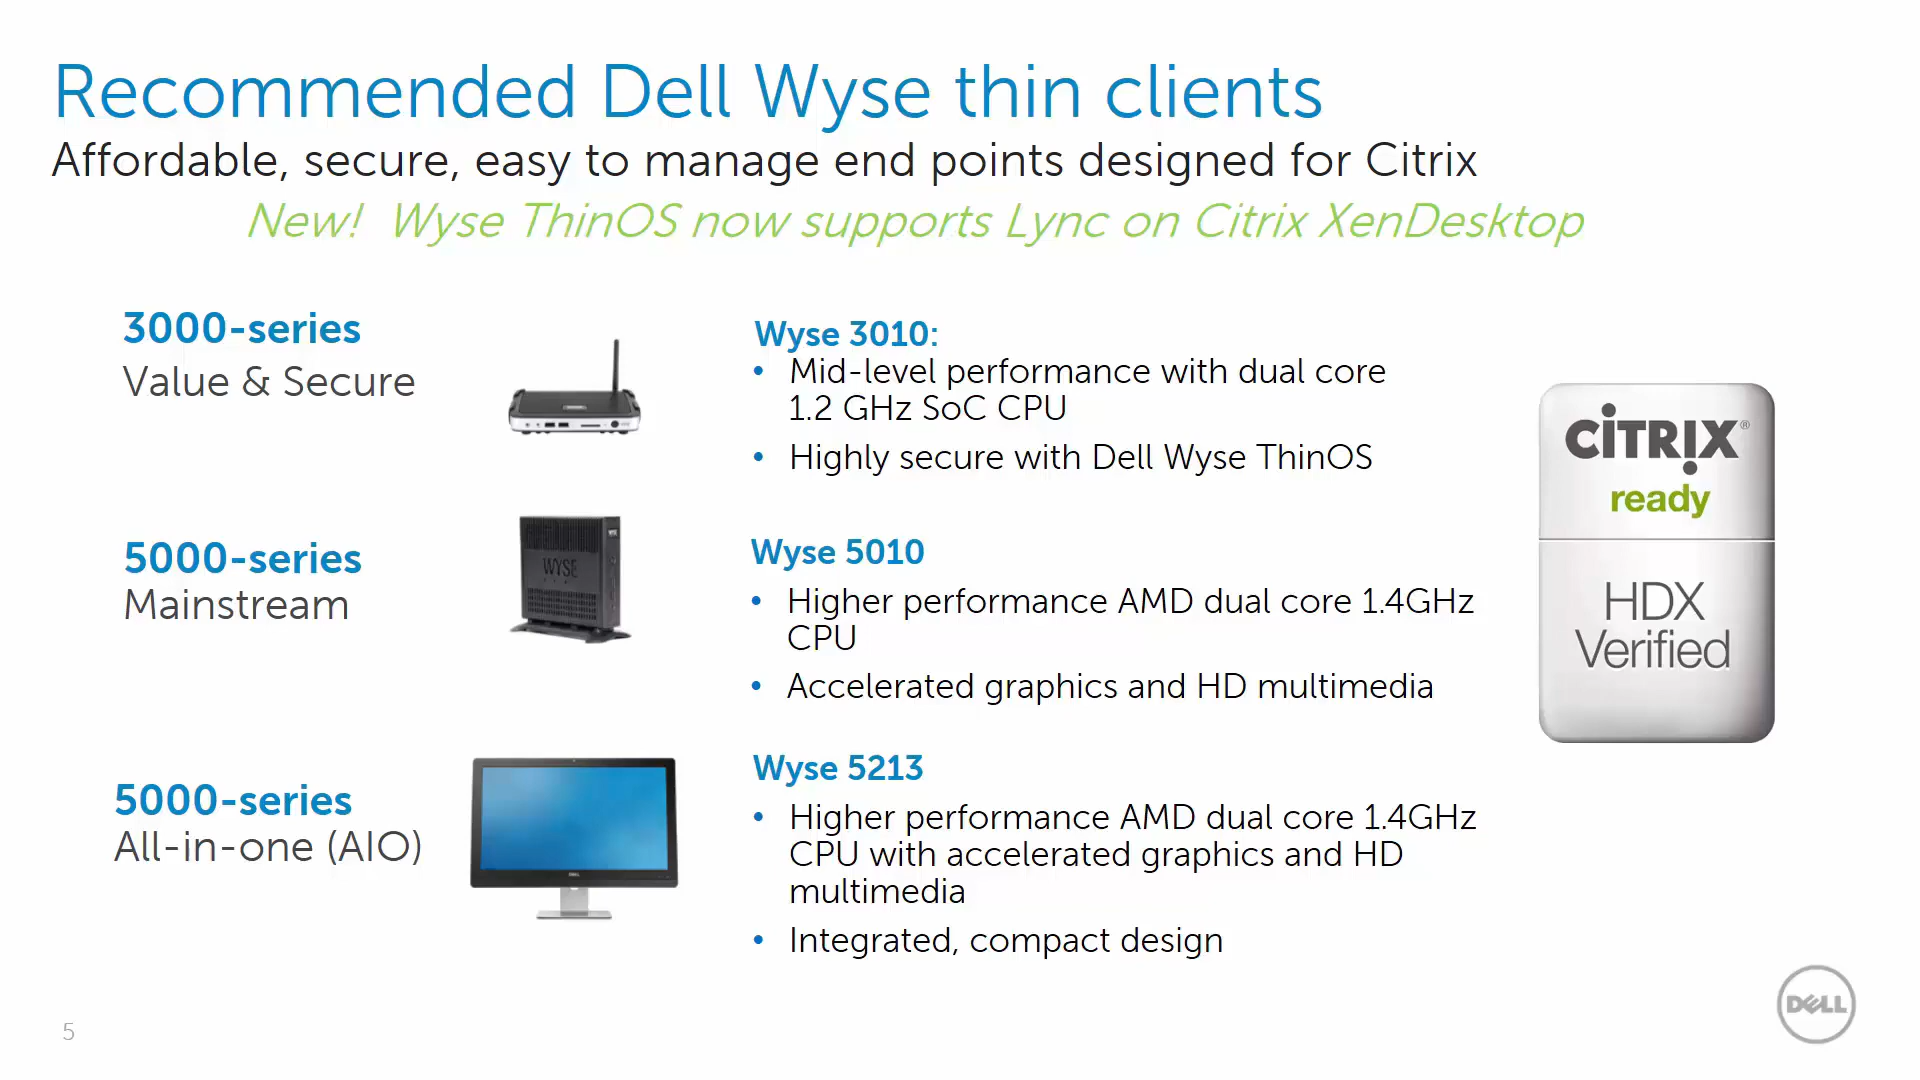 Recommended Dell Wyse thin clients
Affordable, secure, easy to manage end points designed for Citrix
New! Wyse ThinOS now supports Lync on Citrix XenDesktop
3000-series
Value & Secure
Wyse 3010:
• Mid-level performance with dual core
1.2 GHz SoC CPU
• Highly secure with Dell Wyse ThinOS
5000-series
Mainstream
WYSE
Wyse 5010
• Higher performance AMD dual core 1.4GHz
CPU
• Accelerated graphics and HD multimedia
5000-series
All-in-one (AIO)
DELL
Wyse 5213
• Higher performance AMD dual core 1.4GHz
CPU with accelerated graphics and HD
multimedia
• Integrated, compact design
CİTRIX®
ready
HDX
Verified
5
DELL